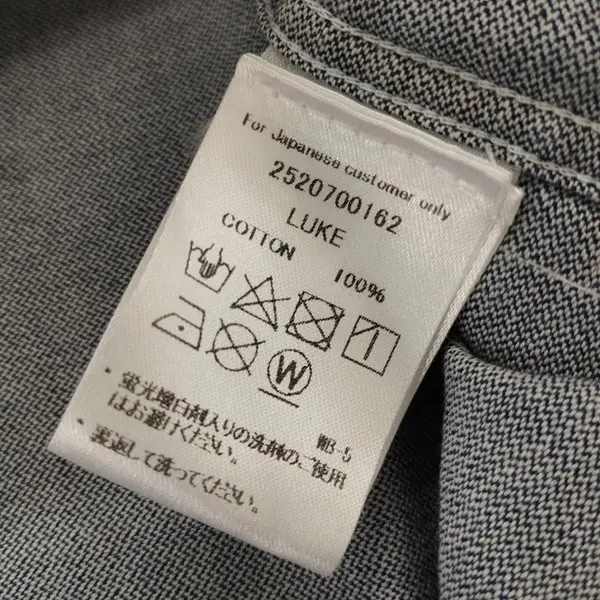 For Japanese customer only
2520700162
LUKE
COTTON 100%
W
WB-5
・蛍光増白剤入りの洗剤のご使用
はお避けください。
・裏返して洗ってください。